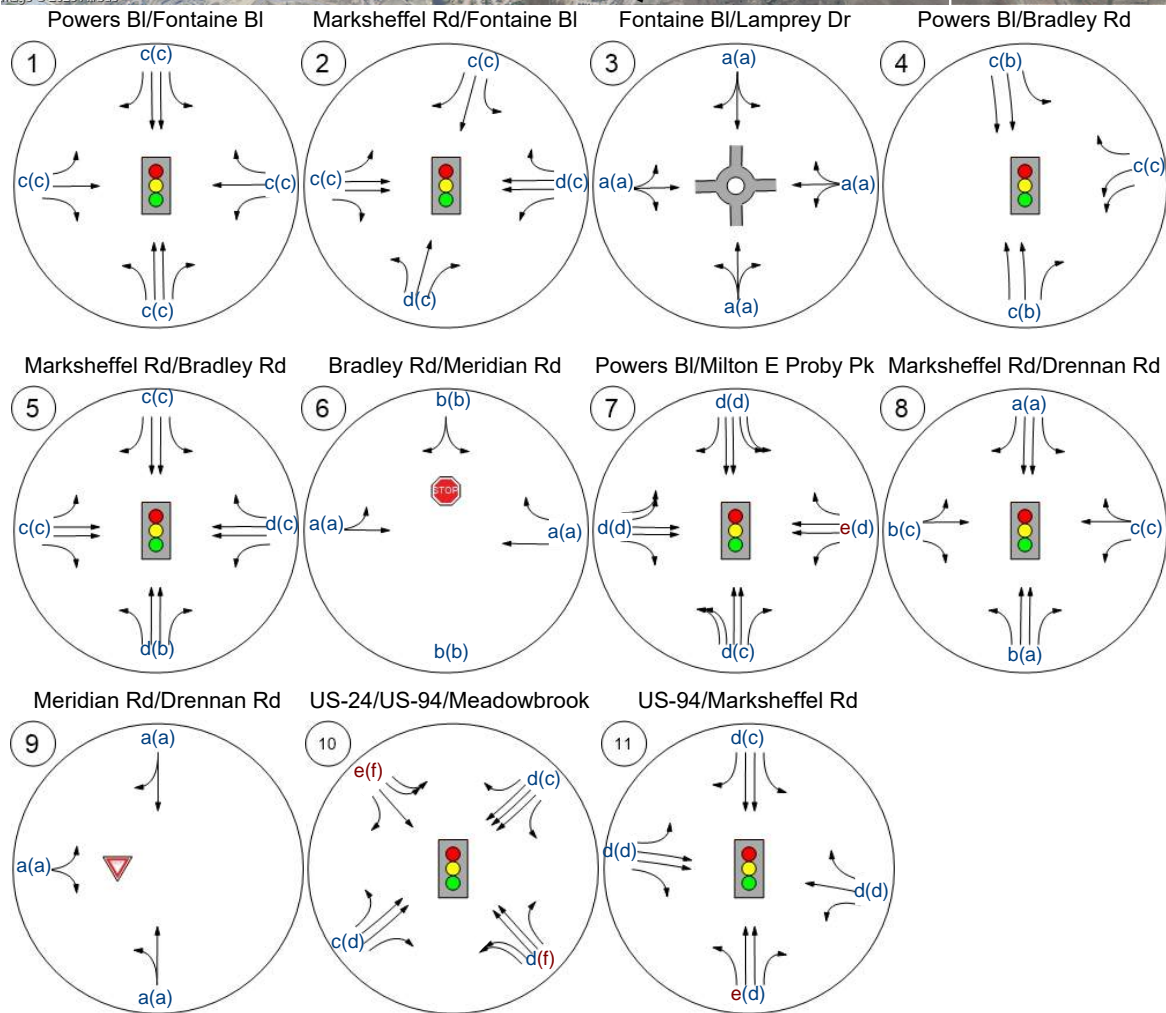 Powers Bl/Fontaine Bl
Marksheffel Rd/Fontaine Bl
Fontaine Bl/Lamprey Dr
Powers Bl/Bradley Rd
1
c(c)
c(c)
c(c)
c(c)
2
c(c)
c(c)
d(c)
d(c)
3
a(a)
a(a)
a(a)
a(a)
4
c(b)
c(c)
c(b)
Marksheffel Rd/Bradley Rd
Bradley Rd/Meridian Rd
Powers Bl/Milton E Proby Pk
Marksheffel Rd/Drennan Rd
5
c(c)
c(c)
d(c)
d(b)
6
b(b)
STOP
a(a)
a(a)
b(b)
7
d(d)
d(d)
e(d)
d(c)
8
a(a)
b(c)
c(c)
b(a)
Meridian Rd/Drennan Rd
US-24/US-94/Meadowbrook
US-94/Marksheffel Rd
9
a(a)
a(a)
a(a)
10
e(f)
d(c)
c(d)
d(f)
11
d(c)
d(d)
d(d)
e(d)